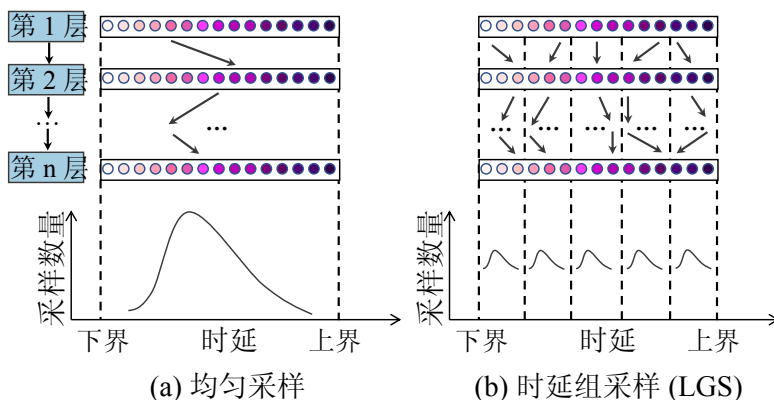 第 1 层
第 2 层
…
第 n 层
…
… … … … …
采样数量
下界 时延 上界
(a) 均匀采样
采样数量
下界 时延 上界
(b) 时延组采样 (LGS)